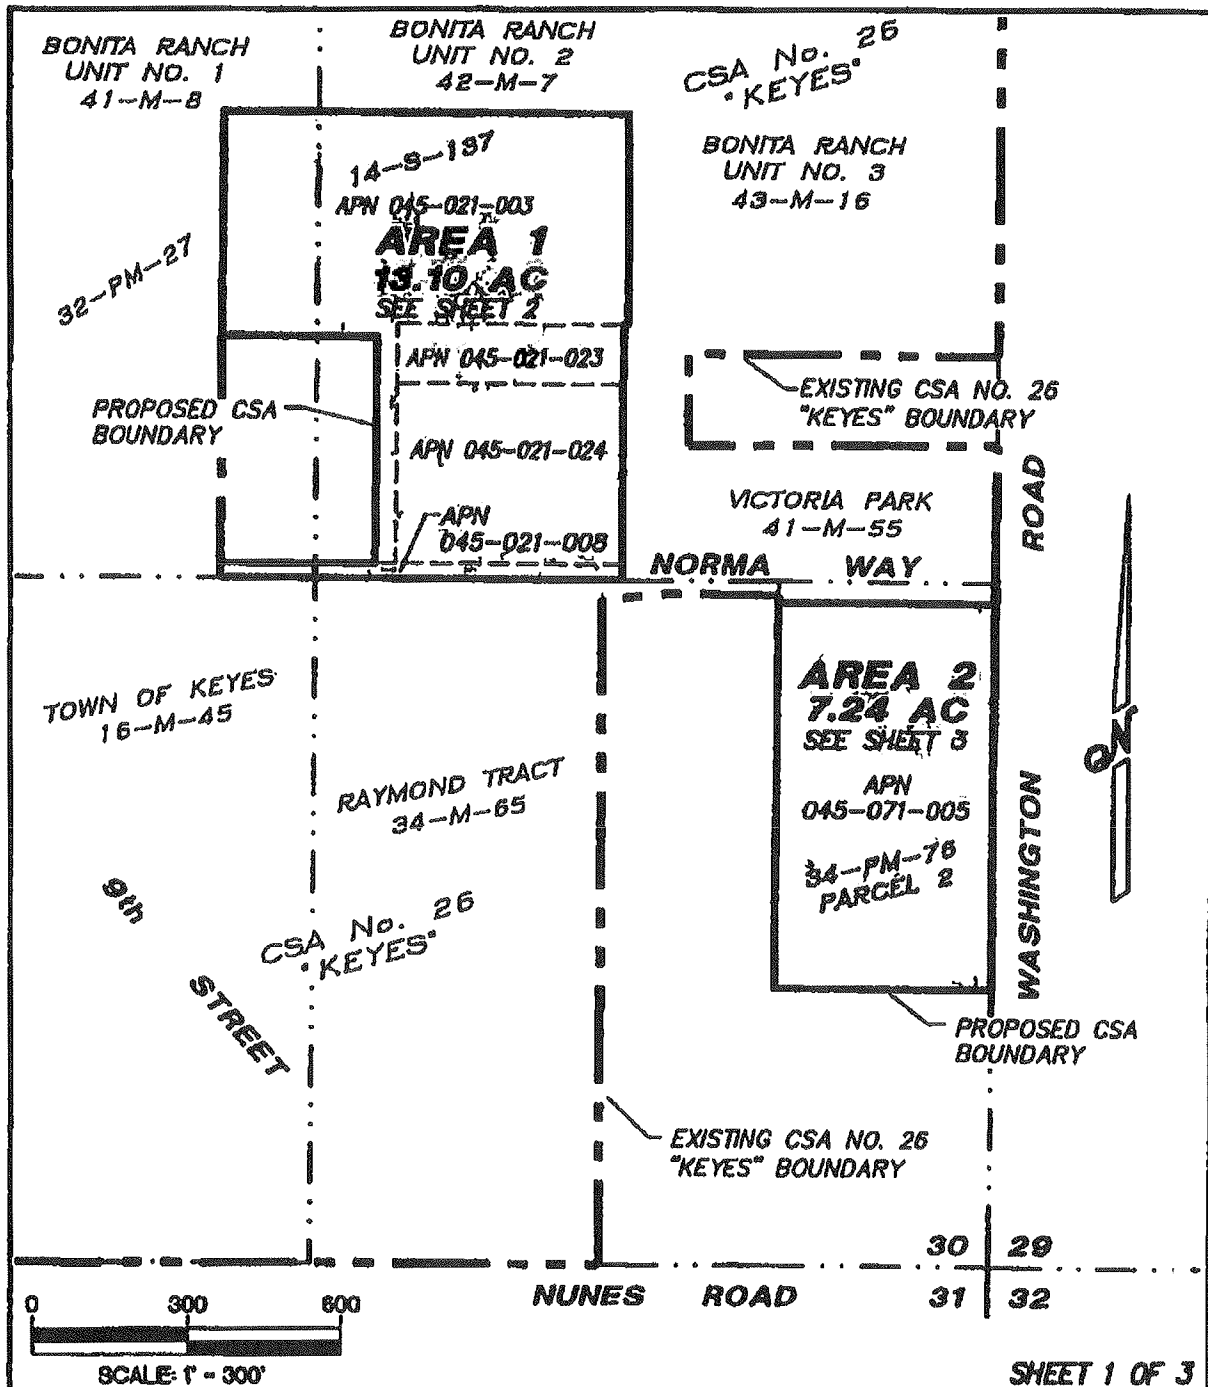 BONITA RANCH
UNIT NO. 1
41-M-8
BONITA RANCH
UNIT NO. 2
42-M-7
CSA No. 26
"KEYES"
BONITA RANCH
UNIT NO. 3
43-M-16
14-S-137
APN 045-021-003
AREA 1
13.10 AC
SEE SHEET 2
32-PM-27
APN 045-021-023
PROPOSED CSA
BOUNDARY
APN 045-021-024
APN
045-021-008
EXISTING CSA NO. 26
"KEYES" BOUNDARY
VICTORIA PARK
41-M-55
NORMA WAY
ROAD
TOWN OF KEYES
16-M-45
RAYMOND TRACT
34-M-65
AREA 2
7.24 AC
SEE SHEET 3
APN
045-071-005
34-PM-76
PARCEL 2
N
WASHINGTON
9th
STREET
CSA No. 26
"KEYES"
PROPOSED CSA
BOUNDARY
EXISTING CSA NO. 26
"KEYES" BOUNDARY
30 29
NUNES ROAD 31 32
0 300 600
SCALE: 1" = 300'
SHEET 1 OF 3